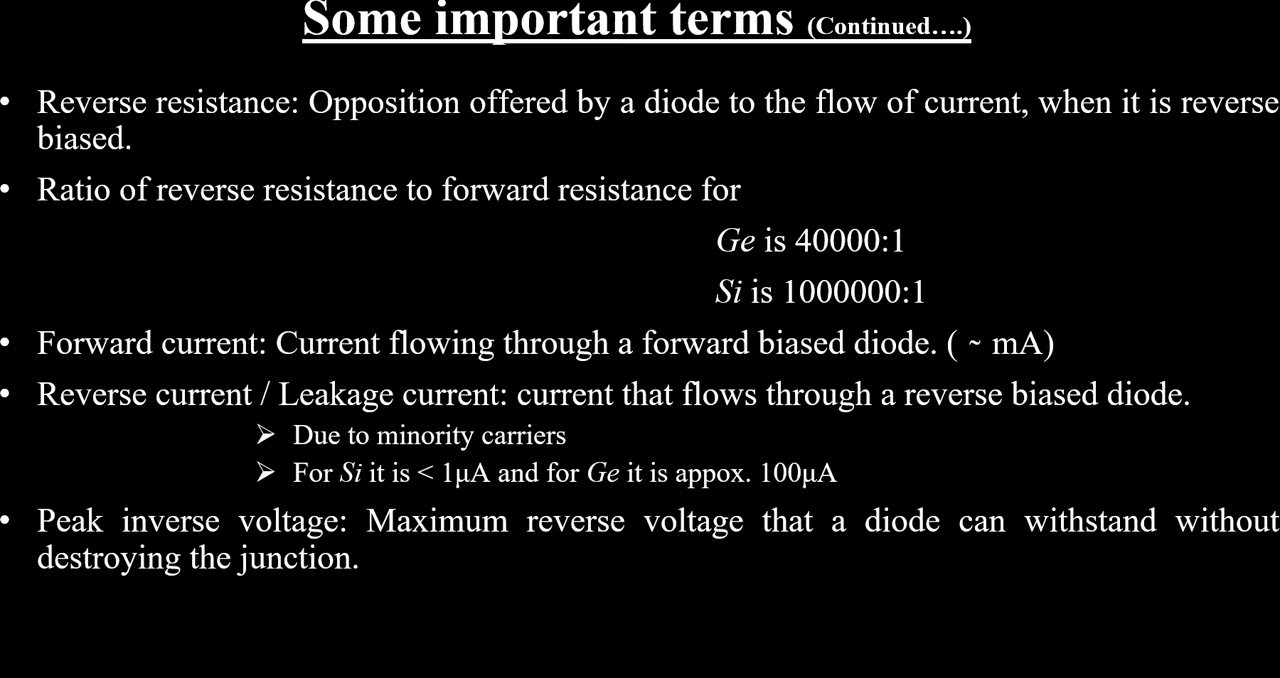 Some important terms (Continued….)
• Reverse resistance: Opposition offered by a diode to the flow of current, when it is reverse
biased.
• Ratio of reverse resistance to forward resistance for
Ge is 40000:1
Si is 1000000:1
• Forward current: Current flowing through a forward biased diode. ( ~ mA)
• Reverse current / Leakage current: current that flows through a reverse biased diode.
➢ Due to minority carriers
➢ For Si it is < 1μA and for Ge it is appox. 100μA
• Peak inverse voltage: Maximum reverse voltage that a diode can withstand without
destroying the junction.